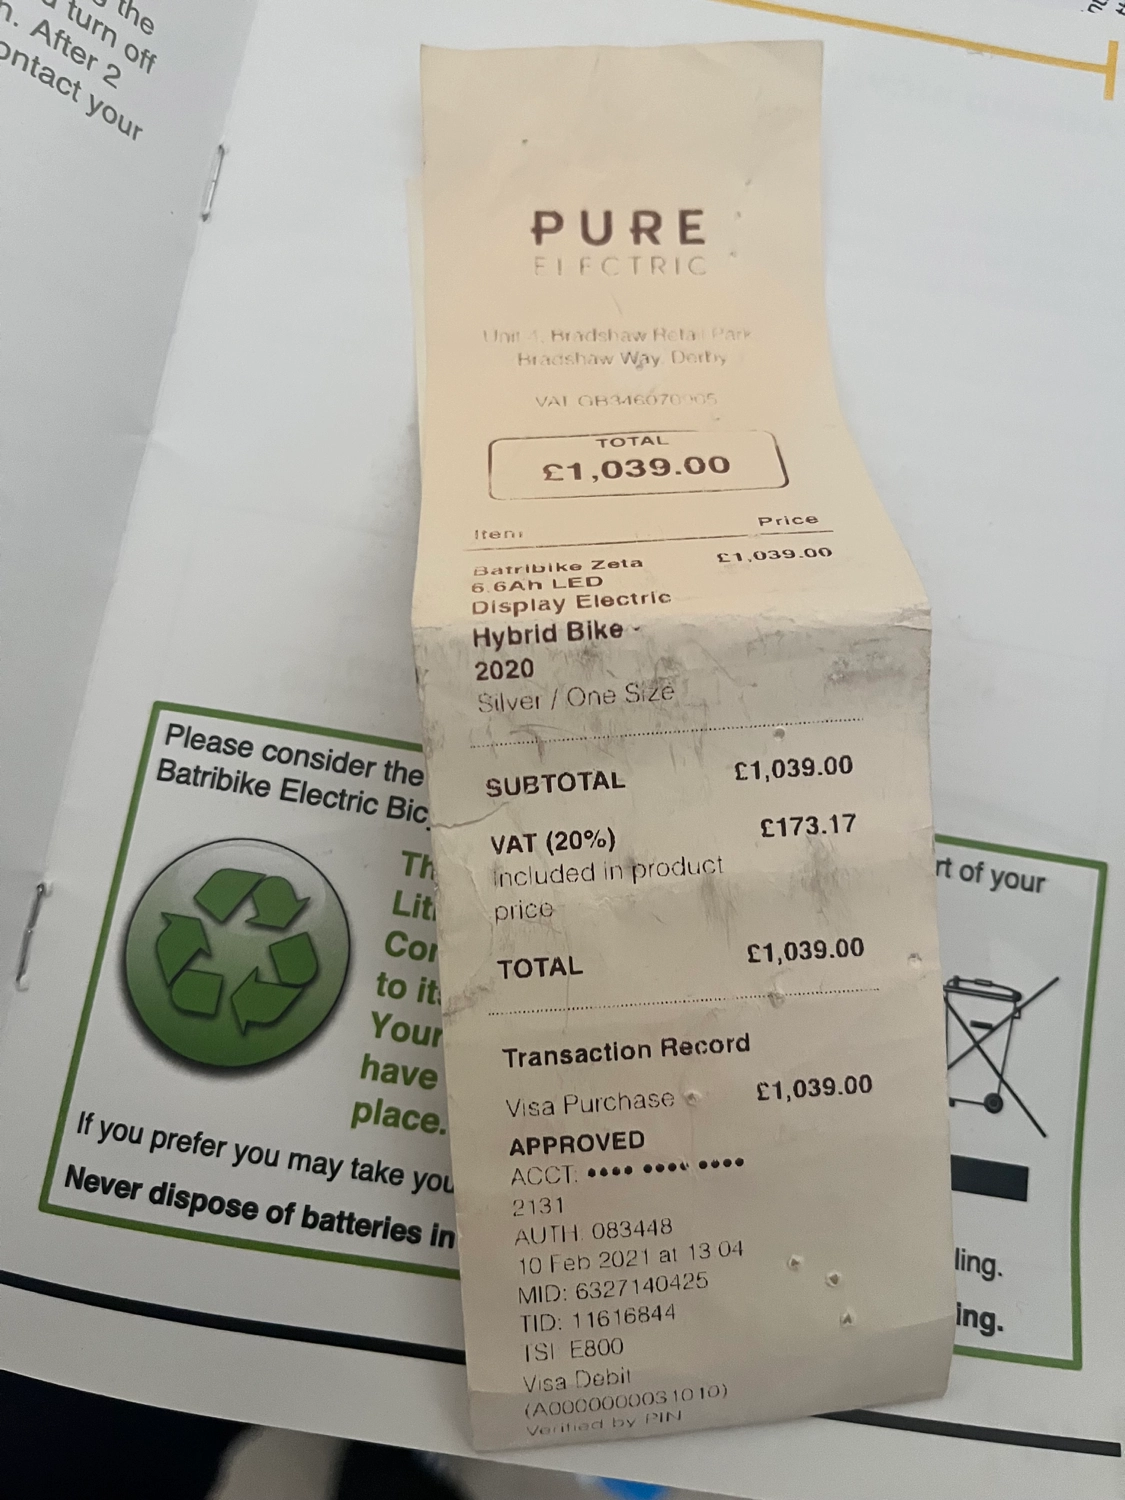 the
turn off
After 2
ontact your
PURE
ELECTRIC
Unit 4, Bradshaw Retail Park
Bradshaw Way, Derby
TOTAL
£1,039.00
Item Price
Batribike Zeta £1,039.00
6.6Ah LED
Display Electric
Hybrid Bike -
2020
Silver / One Size
SUBTOTAL £1,039.00
VAT (20%) £173.17
Included in product
price
TOTAL £1,039.00
Transaction Record
Visa Purchase £1,039.00
APPROVED
ACCT: •••• •••• ••••
2131
AUTH: 083448
10 Feb 2021 at 13:04
MID: 6327140425
TID: 11616844
ISI E800
Visa Debit
(A0000000031010)
Verified by PIN
Please consider the
Batribike Electric Bic
Th
Lit
Cor
to it
Your
have
place.
If you prefer you may take you
Never dispose of batteries in
rt of your
ling.
ing.